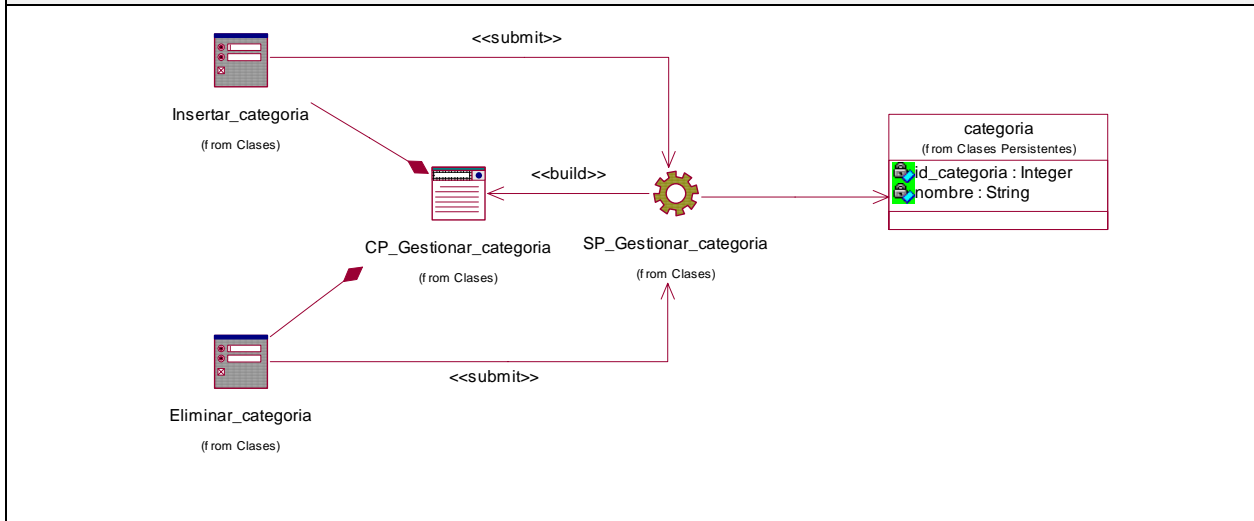 <<submit>>
Insertar_categoria
(from Clases)
categoria
(from Clases Persistentes)
id_categoria : Integer
nombre : String
<<build>>
CP_Gestionar_categoria
(from Clases)
SP_Gestionar_categoria
(from Clases)
<<submit>>
Eliminar_categoria
(from Clases)